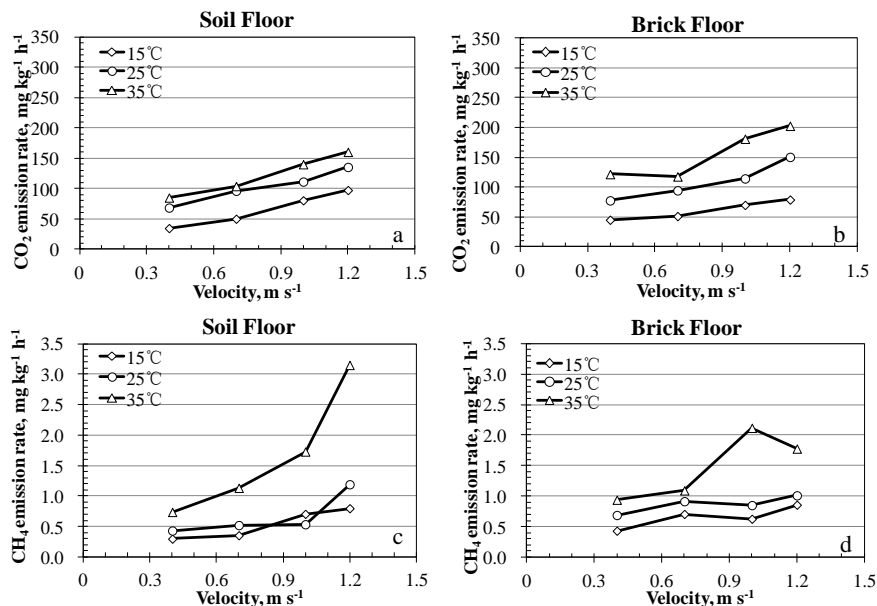 Soil Floor
350
300
250
200
150
100
50
0
CO₂ emission rate, mg kg⁻¹ h⁻¹
15℃
25℃
35℃
a
0 0.3 0.6 0.9 1.2 1.5
Velocity, m s⁻¹
Brick Floor
350
300
250
200
150
100
50
0
CO₂ emission rate, mg kg⁻¹ h⁻¹
15℃
25℃
35℃
b
0 0.3 0.6 0.9 1.2 1.5
Velocity, m s⁻¹
Soil Floor
3.5
3.0
2.5
2.0
1.5
1.0
0.5
0.0
CH₄ emission rate, mg kg⁻¹ h⁻¹
15℃
25℃
35℃
c
0 0.3 0.6 0.9 1.2 1.5
Velocity, m s⁻¹
Brick Floor
3.5
3.0
2.5
2.0
1.5
1.0
0.5
0.0
CH₄ emission rate, mg kg⁻¹ h⁻¹
15℃
25℃
35℃
d
0 0.3 0.6 0.9 1.2 1.5
Velocity, m s⁻¹